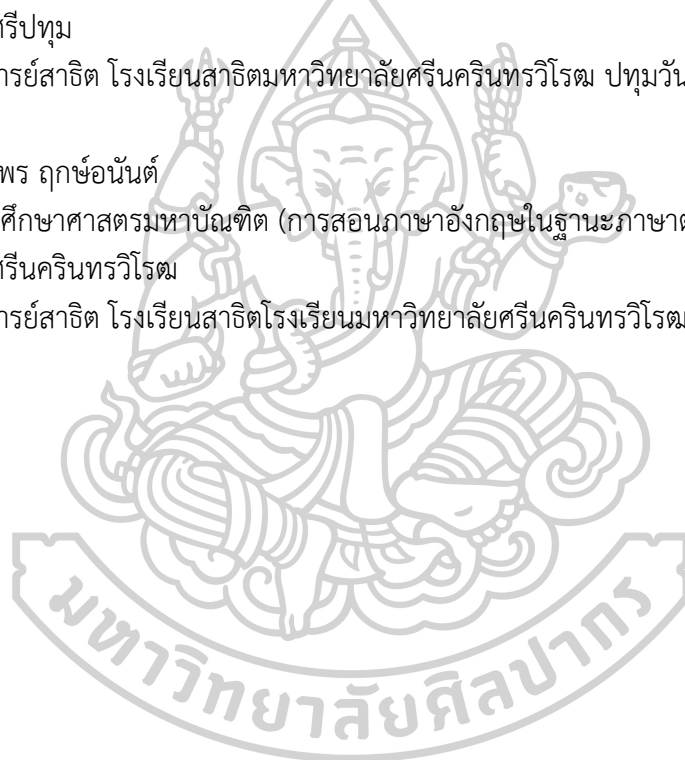 ศรีปทุม
ารย์สาธิต โรงเรียนสาธิตมหาวิทยาลัยศรีนครินทรวิโรฒ ปทุมวัน
พร ฤกษ์อนันต์
ศึกษาศาสตรมหาบัณฑิต (การสอนภาษาอังกฤษในฐานะภาษาต
ศรีนครินทรวิโรฒ
ารย์สาธิต โรงเรียนสาธิตโรงเรียนมหาวิทยาลัยศรีนครินทรวิโรฒ
มหาวิทยาลัยศิลปากร